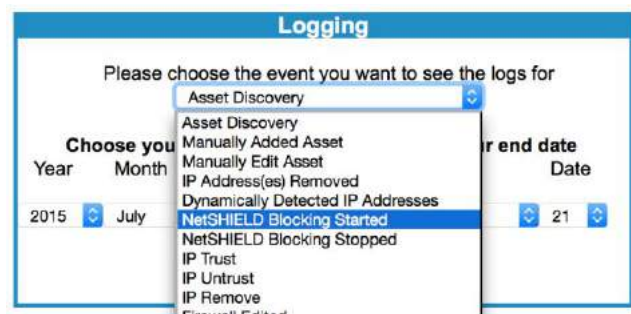 Logging
Please choose the event you want to see the logs for
Asset Discovery
Asset Discovery
Manually Added Asset
Choose you
r end date
Manually Edit Asset
Year Month
Date
IP Address(es) Removed
Dynamically Detected IP Addresses
2015 July
NetSHIELD Blocking Started
21
NetSHIELD Blocking Stopped
IP Trust
IP Untrust
IP Remove
Firewall Edited